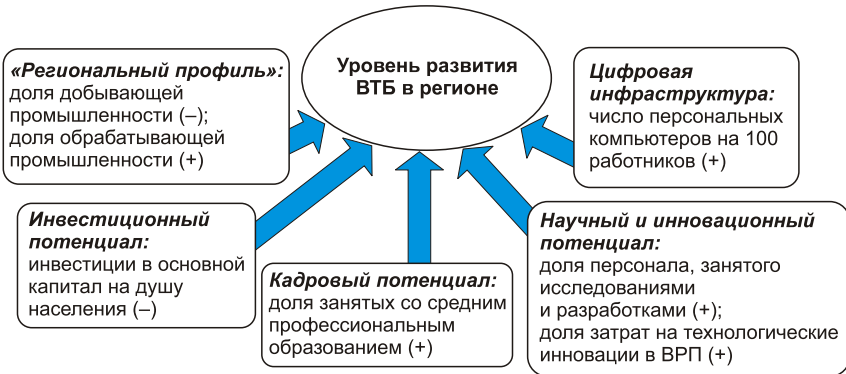 Уровень развития
ВТБ в регионе
«Региональный профиль»:
доля добывающей
промышленности (–);
доля обрабатывающей
промышленности (+)
Цифровая
инфраструктура:
число персональных
компьютеров на 100
работников (+)
Инвестиционный
потенциал:
инвестиции в основной
капитал на душу
населения (–)
Кадровый потенциал:
доля занятых со средним
профессиональным
образованием (+)
Научный и инновационный
потенциал:
доля персонала, занятого
исследованиями
и разработками (+);
доля затрат на технологические
инновации в ВРП (+)